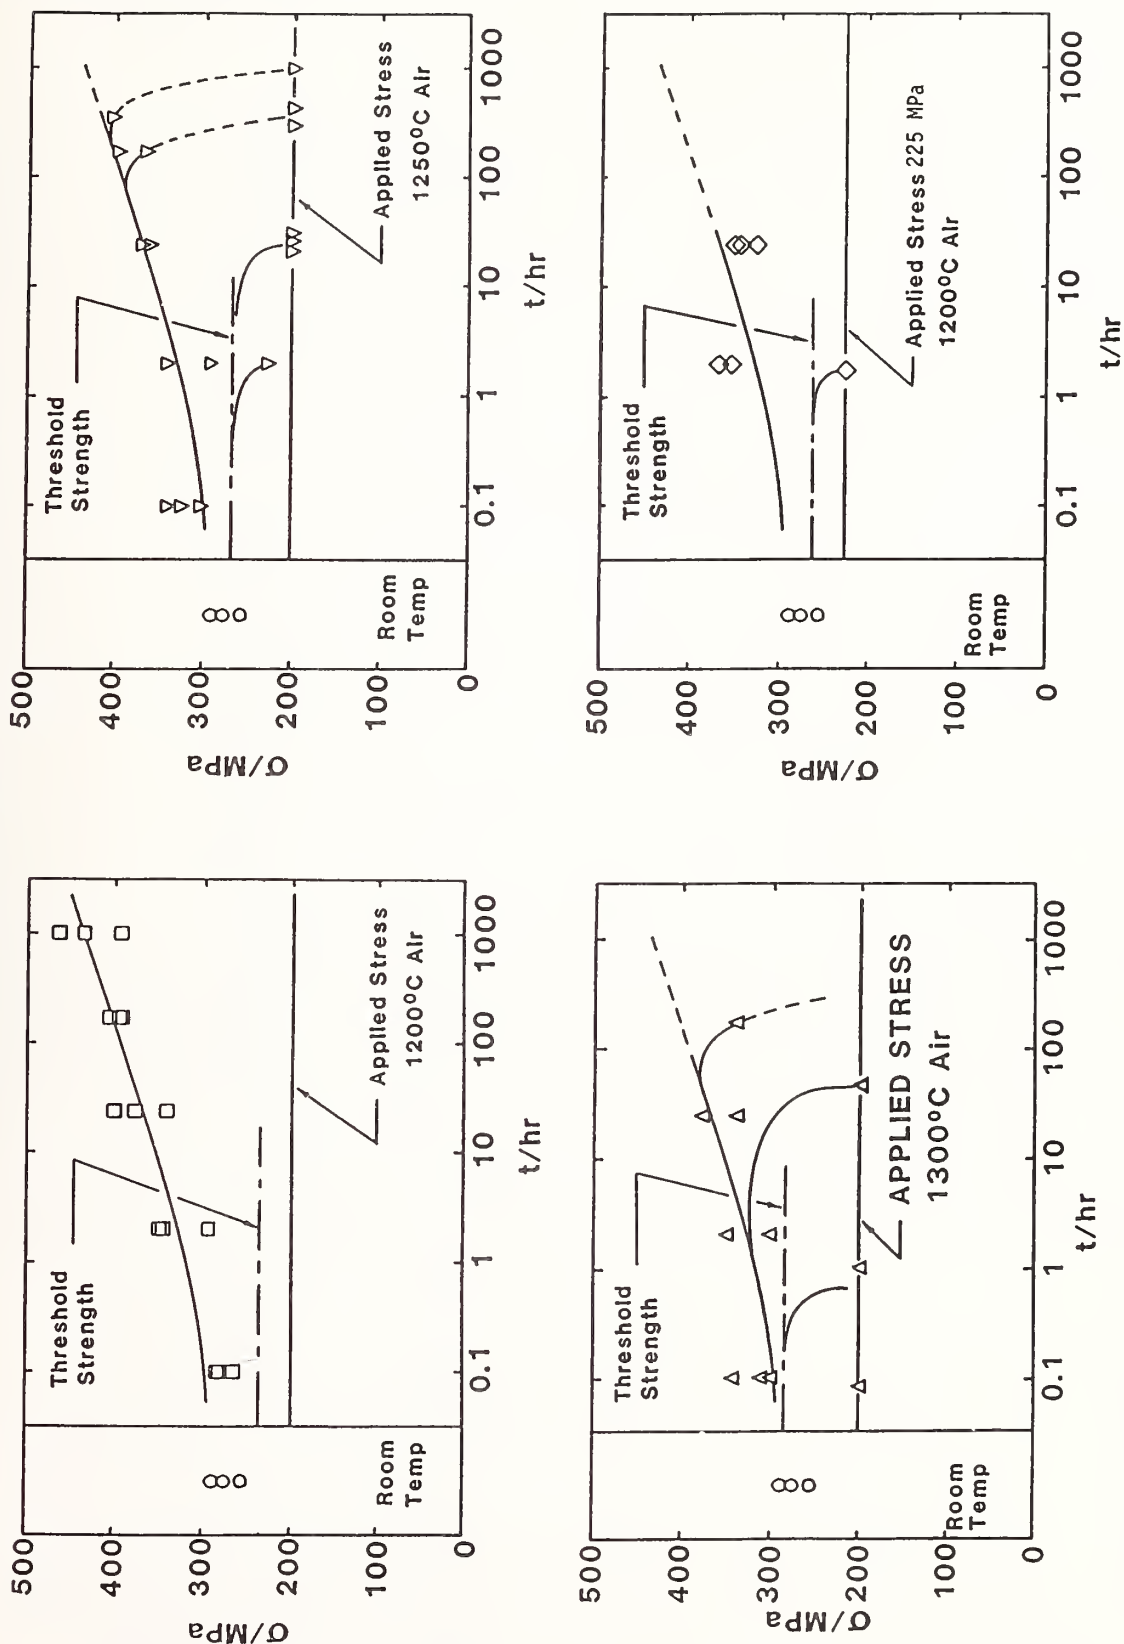 500
400
300
200
100
0
σ/MPa
Threshold
Strength
Room
Temp
Applied Stress
1200°C Air
0.1
1
10
100
1000
t/hr
500
400
300
200
100
0
σ/MPa
Threshold
Strength
Room
Temp
Applied Stress
1250°C Air
0.1
1
10
100
1000
t/hr
500
400
300
200
100
0
σ/MPa
Threshold
Strength
Room
Temp
APPLIED STRESS
1300°C Air
0.1
1
10
100
1000
t/hr
500
400
300
200
100
0
σ/MPa
Threshold
Strength
Room
Temp
Applied Stress 225 MPa
1200°C Air
0.1
1
10
100
1000
t/hr